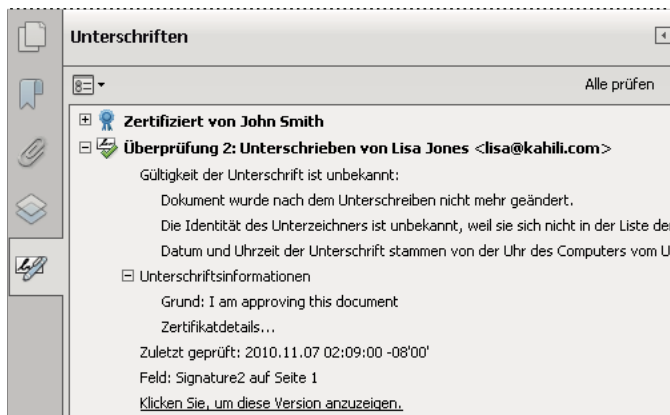 Unterschriften
Alle prüfen
Zertifiziert von John Smith
Überprüfung 2: Unterschrieben von Lisa Jones <lisa@kahili.com>
Gültigkeit der Unterschrift ist unbekannt:
Dokument wurde nach dem Unterschreiben nicht mehr geändert.
Die Identität des Unterzeichners ist unbekannt, weil sie sich nicht in der Liste der
Datum und Uhrzeit der Unterschrift stammen von der Uhr des Computers vom U
Unterschriftsinformationen
Grund: I am approving this document
Zertifikatdetails...
Zuletzt geprüft: 2010.11.07 02:09:00 -08'00'
Feld: Signature2 auf Seite 1
Klicken Sie, um diese Version anzuzeigen.